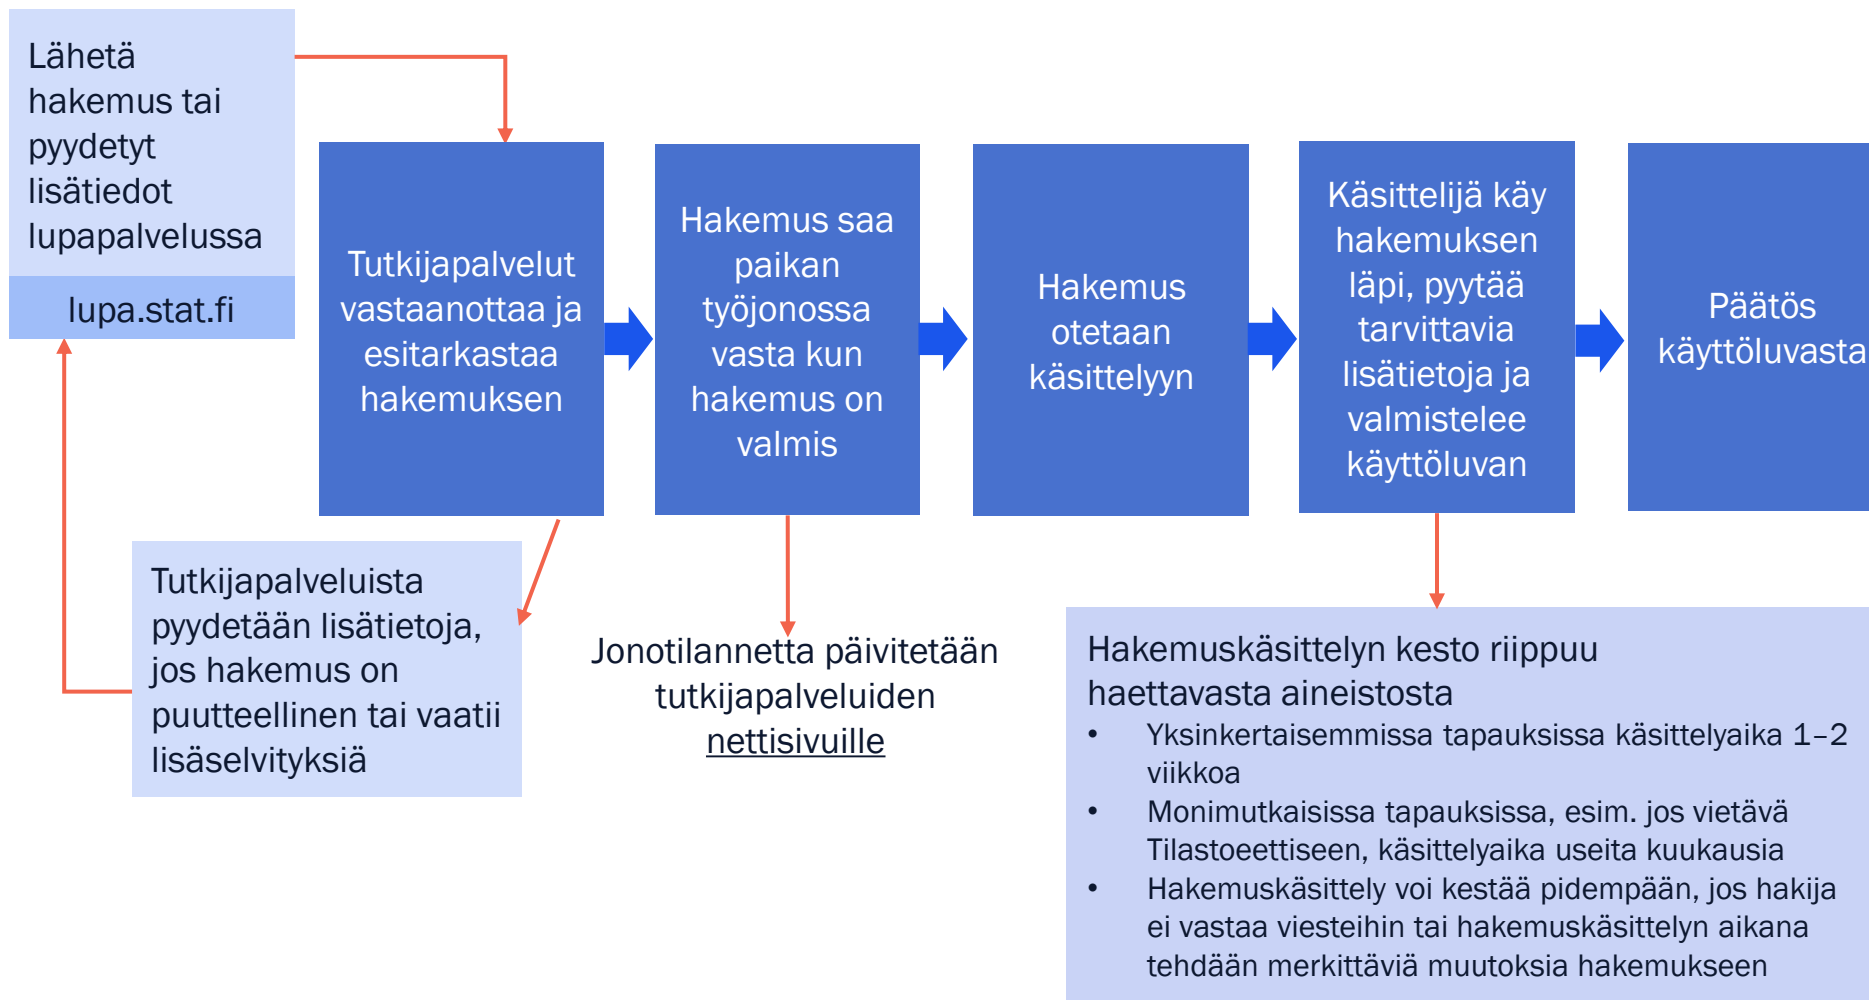 Lähetä
hakemus tai
pyydetyt
lisätiedot
lupapalvelussa
lupa.stat.fi
Tutkijapalvelut
vastaanottaa ja
esitarkastaa
hakemuksen
Hakemus saa
paikan
työjonossa
vasta kun
hakemus on
valmis
Hakemus
otetaan
käsittelyyn
Käsittelijä käy
hakemuksen
läpi, pyytää
tarvittavia
lisätietoja ja
valmistelee
käyttöluvan
Päätös
käyttöluvasta
Tutkijapalveluista
pyydetään lisätietoja,
jos hakemus on
puutteellinen tai vaatii
lisäselvityksiä
Jonotilannetta päivitetään
tutkijapalveluiden
nettisivuille
Hakemuskäsittelyn kesto riippuu
haettavasta aineistosta
• Yksinkertaisemmissa tapauksissa käsittelyaika 1–2
viikkoa
• Monimutkaisissa tapauksissa, esim. jos vietävä
Tilastoeettiseen, käsittelyaika useita kuukausia
• Hakemuskäsittely voi kestää pidempään, jos hakija
ei vastaa viesteihin tai hakemuskäsittelyn aikana
tehdään merkittäviä muutoksia hakemukseen